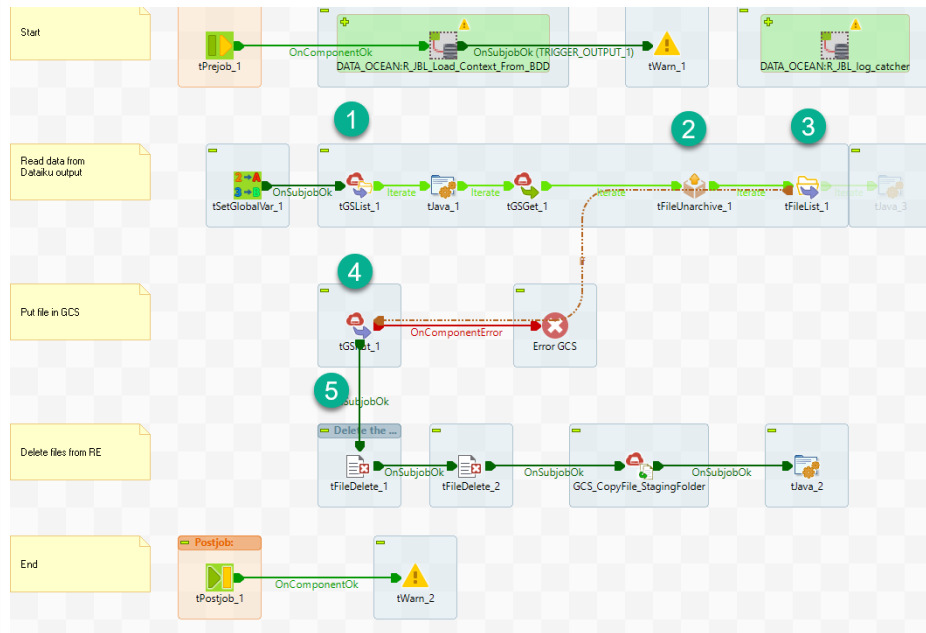 Start
OnComponentOk
OnSubjobOk (TRIGGER_OUTPUT_1)
tPrejob_1
DATA_OCEAN:R_JBL_Load_Context_From_BDD
tWarn_1
DATA_OCEAN:R_JBL_log_catcher
1
2
3
Read data from
Dataiku output
OnSubjobOk
Iterate
Iterate
Iterate
Iterate
Iterate
tSetGlobalVar_1
tGSList_1
tJava_1
tGSGet_1
tFileUnarchive_1
tFileList_1
tJava_3
4
Put file in GCS
OnComponentError
Error GCS
5
Delete the ...
Delete files from RE
OnSubjobOk
OnSubjobOk
OnSubjobOk
tFileDelete_1
tFileDelete_2
GCS_CopyFile_StagingFolder
tJava_2
Postjob:
End
OnComponentOk
tPostjob_1
tWarn_2